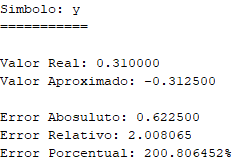 Simbolo: y
===========
Valor Real: 0.310000
Valor Aproximado: -0.312500
Error Abosuluto: 0.622500
Error Relativo: 2.008065
Error Porcentual: 200.806452%